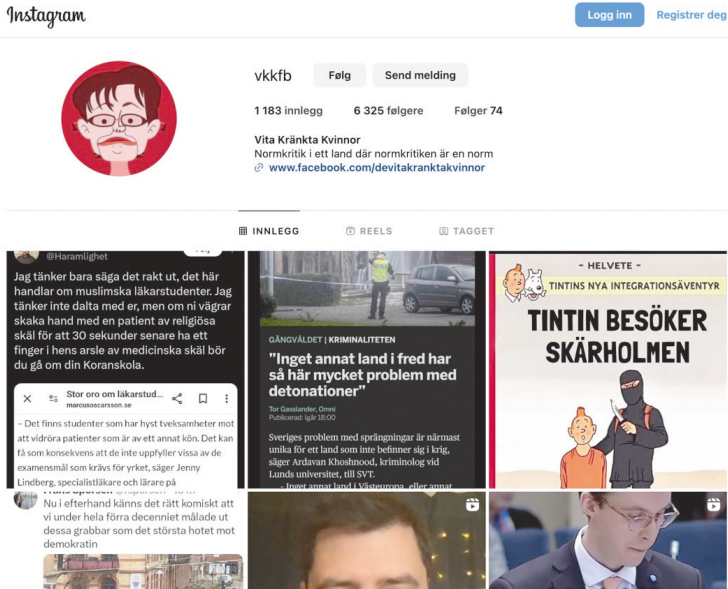 Instagram
Logg inn
Registrer deg
vkkfb
Følg
Send melding
1 183 innlegg
6 325 følgere
Følger 74
Vita Kränkta Kvinnor
Normkritik i ett land där normkritiken är en norm
www.facebook.com/devitakranktakvinnor
INNLEGG
REELS
TAGGET
@Haramlighet
Jag tänker bara säga det rakt ut, det här
handlar om muslimska läkarstudenter. Jag
tänker inte dalta med er, men om ni vägrar
skaka hand med en patient av religiösa
skäl för att 30 sekunder senare ha ett
finger i hens arsle av medicinska skäl bör
du gå om din Koranskola.
Stor oro om läkarstud...
marcusoscarsson.se
– Det finns studenter som har hyst tveksamheter mot
att vidröra patienter som är av ett annat kön. Det kan
få som konsekvens att de inte uppfyller vissa av de
examensmål som krävs för yrket, säger Jenny
Lindberg, specialistläkare och lärare på
GÄNGVÅLDET | KRIMINALITETEN
"Inget annat land i fred har
så här mycket problem med
detonationer"
Tor Gasslander, Omni
Publicerad: Igår 18:00
Sveriges problem med sprängningar är närmast
unika för ett land som inte befinner sig i krig,
säger Ardavan Khoshnood, kriminolog vid
Lunds universitet, till SVT.
– Inget annat land i Västeuropa, eller annat
- HELVETE -
TINTINS NYA INTEGRATIONSÄVENTYR
TINTIN BESÖKER
SKÄRHOLMEN
Nu i efterhand känns det rätt komiskt att
vi under hela förra decenniet målade ut
dessa grabbar som det största hotet mot
demokratin